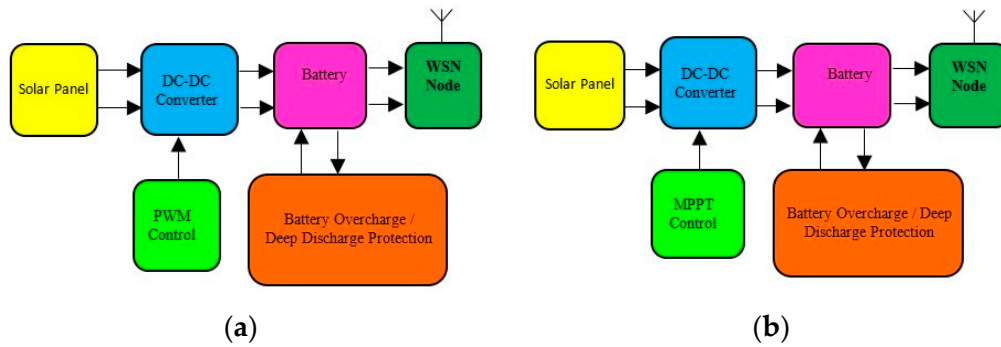 Solar Panel
DC-DC
Converter
Battery
WSN
Node
PWM
Control
Battery Overcharge /
Deep Discharge Protection
(a)
Solar Panel
DC-DC
Converter
Battery
WSN
Node
MPPT
Control
Battery Overcharge / Deep
Discharge Protection
(b)